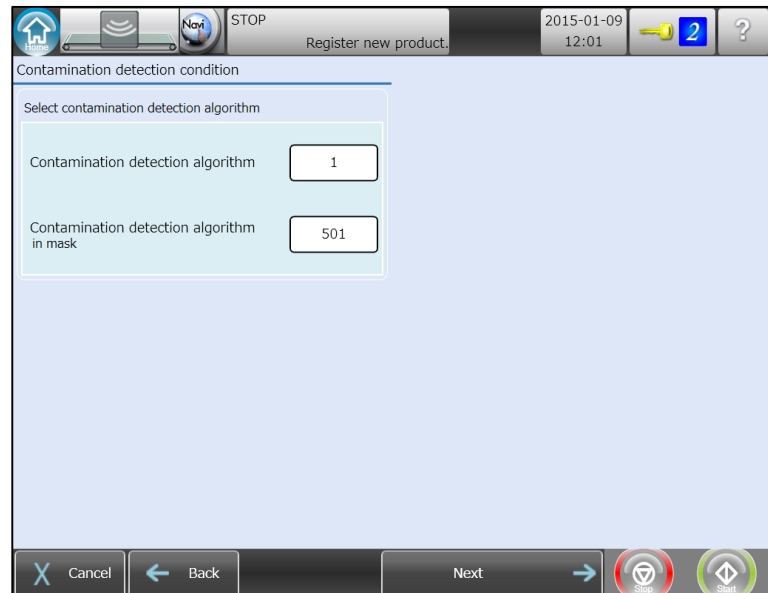 Home
Navi
STOP
Register new product.
2015-01-09
12:01
2
?
Contamination detection condition
Select contamination detection algorithm
Contamination detection algorithm
1
Contamination detection algorithm
in mask
501
X Cancel
Back
Next
Stop
Start